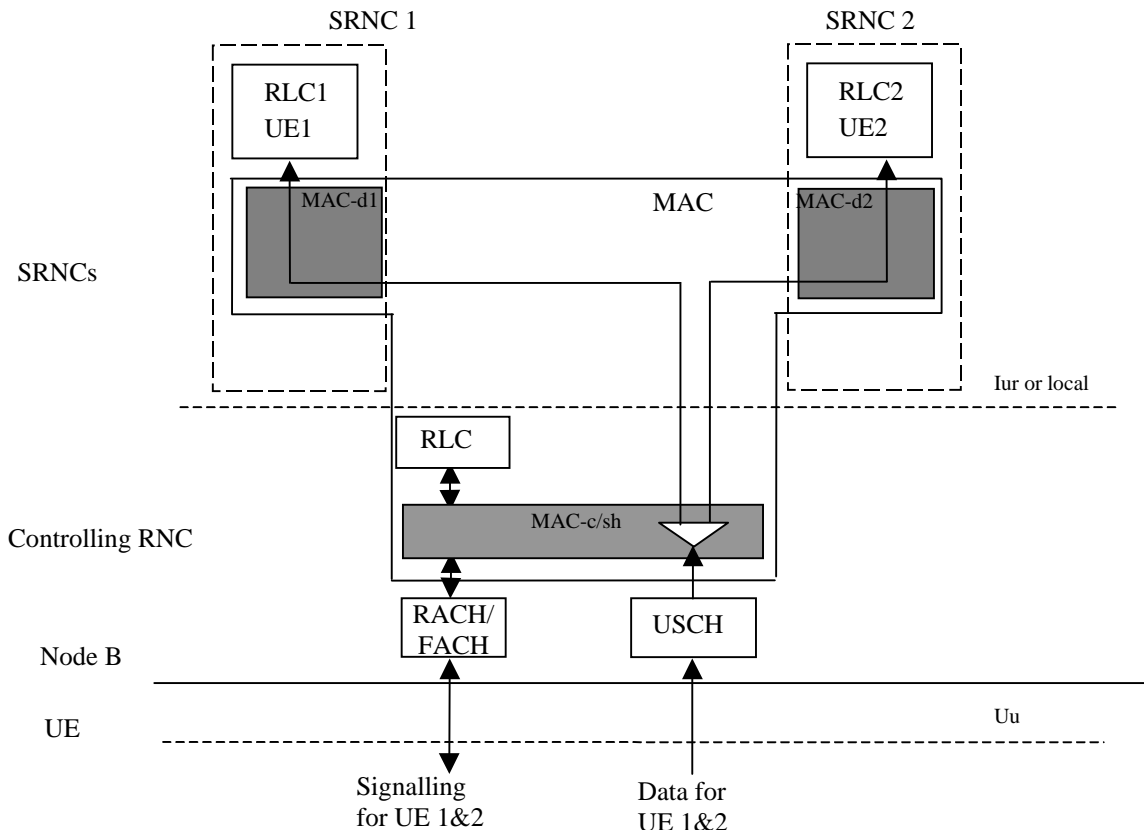 SRNC 1
SRNC 2
RLC1
UE1
RLC2
UE2
MAC-d1
MAC
MAC-d2
SRNCs
Iur or local
RLC
MAC-c/sh
Controlling RNC
RACH/
FACH
USCH
Node B
UE
Uu
Signalling
for UE 1&2
Data for
UE 1&2